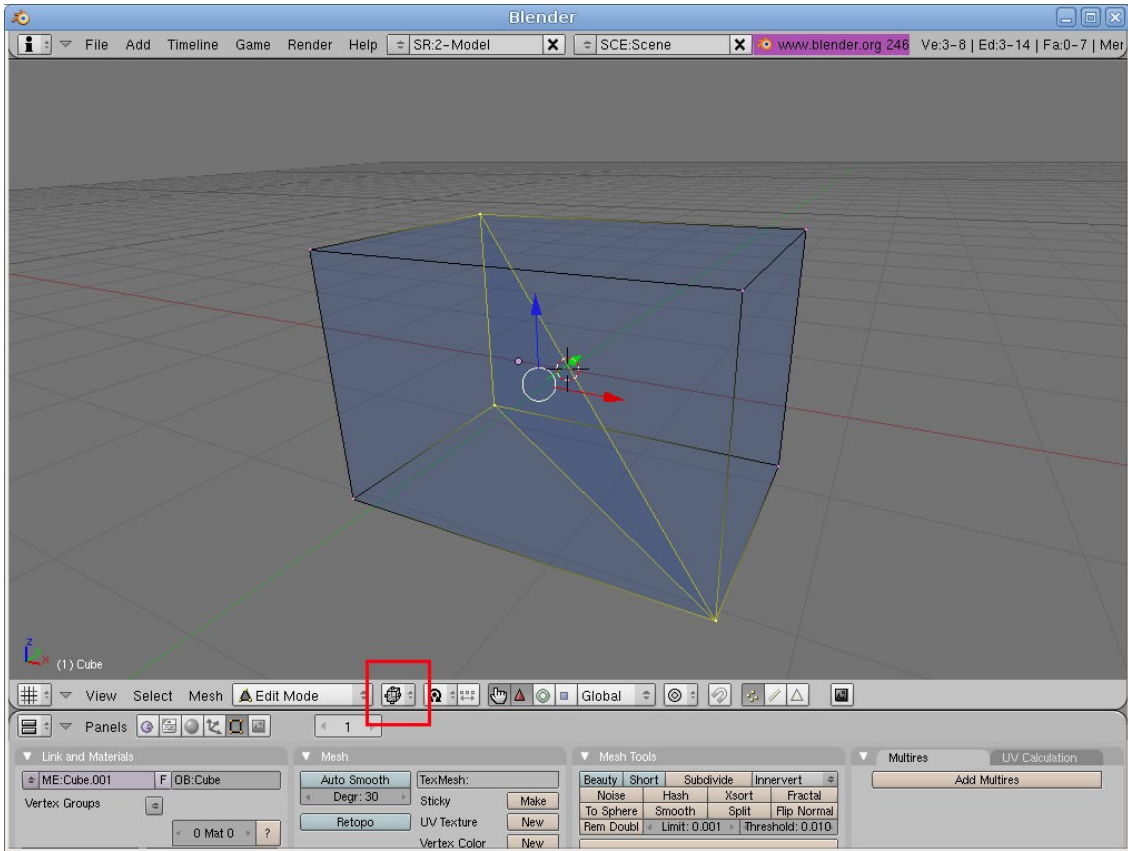 Blender
File Add Timeline Game Render Help SR:2-Model SCE:Scene www.blender.org 246 Ve:3-8 | Ed:3-14 | Fa:0-7 | Mer
z
x
(1) Cube
View Select Mesh Edit Mode Global
Panels 1
Link and Materials
ME:Cube.001 F OB:Cube
Vertex Groups
0 Mat 0 ?
Mesh
Auto Smooth TexMesh:
Degr: 30 Sticky Make
Retopo UV Texture New
Vertex Color New
Mesh Tools
Beauty Short Subdivide Innervert
Noise Hash Xsort Fractal
To Sphere Smooth Split Flip Normal
Rem Doubl Limit: 0.001 Threshold: 0.010
Multires UV Calculation
Add Multires